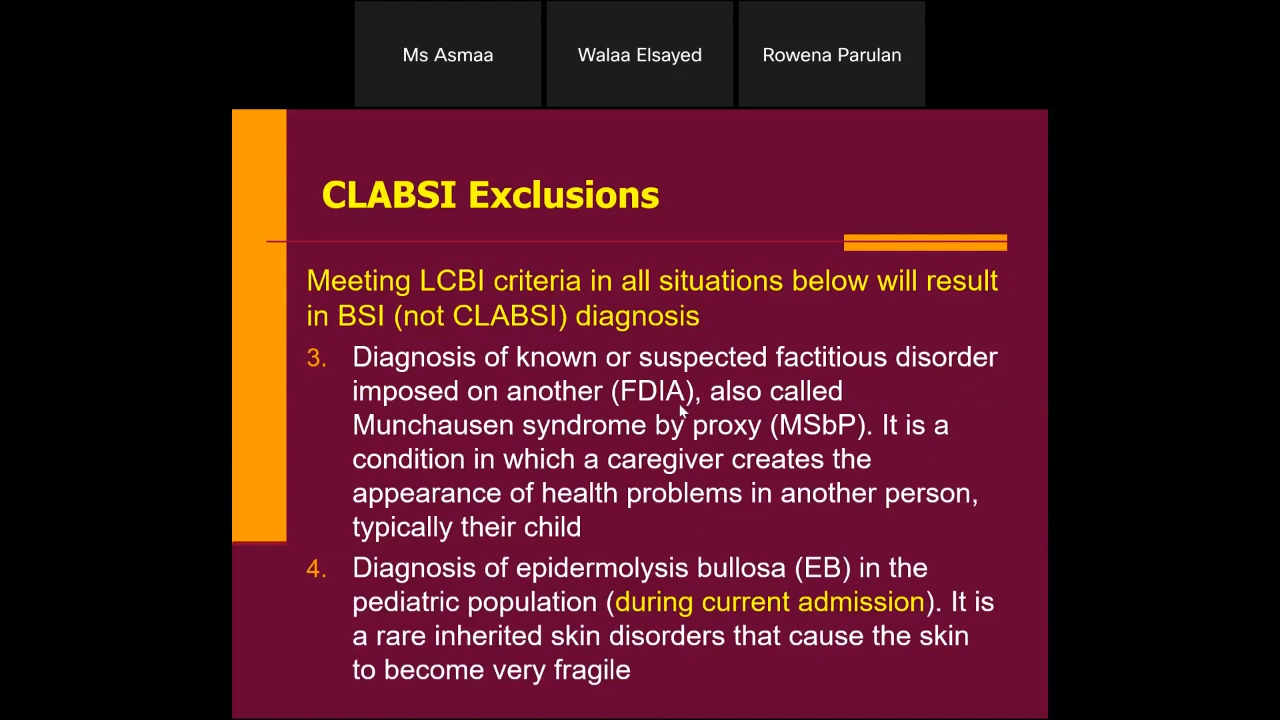 Ms Asmaa
Walaa Elsayed
Rowena Parulan
CLABSI Exclusions
Meeting LCBI criteria in all situations below will result
in BSI (not CLABSI) diagnosis
3. Diagnosis of known or suspected factitious disorder
imposed on another (FDIA), also called
Munchausen syndrome by proxy (MSbP). It is a
condition in which a caregiver creates the
appearance of health problems in another person,
typically their child
4. Diagnosis of epidermolysis bullosa (EB) in the
pediatric population (during current admission). It is
a rare inherited skin disorders that cause the skin
to become very fragile